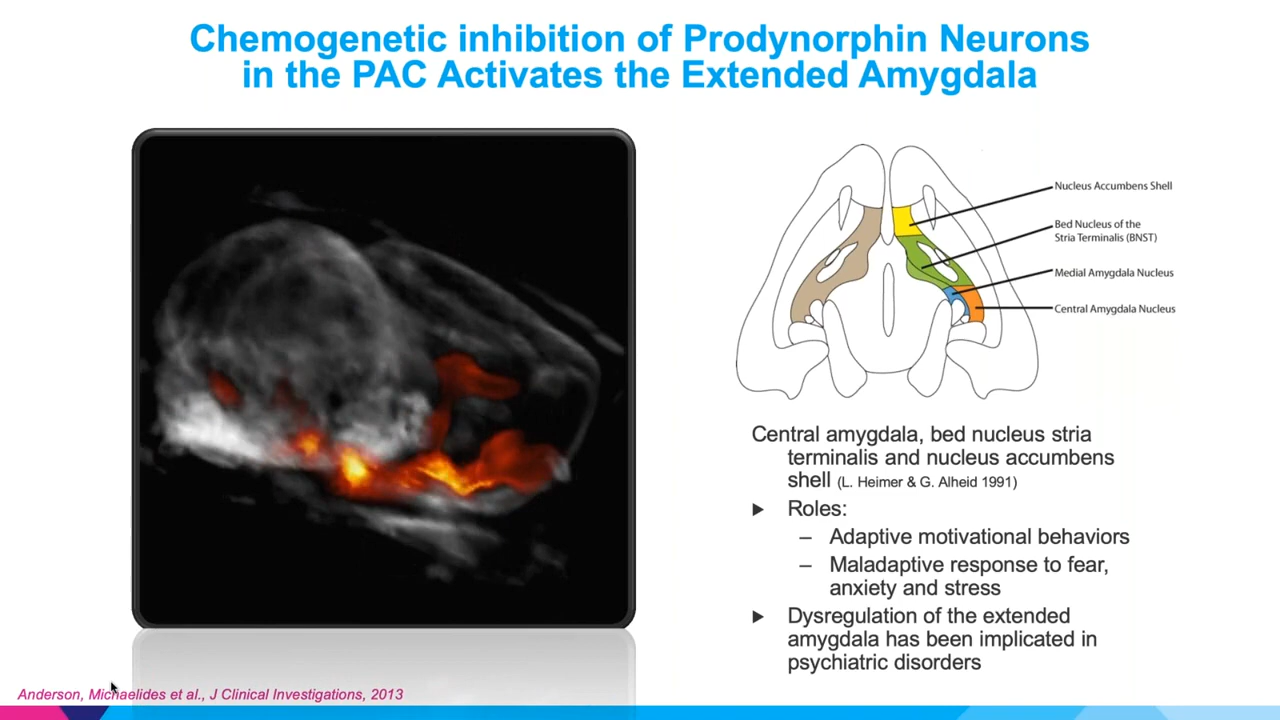 Chemogenetic inhibition of Prodynorphin Neurons
in the PAC Activates the Extended Amygdala
Nucleus Accumbens Shell
Bed Nucleus of the
Stria Terminalis (BNST)
Medial Amygdala Nucleus
Central Amygdala Nucleus
Central amygdala, bed nucleus stria
terminalis and nucleus accumbens
shell (L. Heimer & G. Alheid 1991)
Roles:
– Adaptive motivational behaviors
– Maladaptive response to fear,
anxiety and stress
Dysregulation of the extended
amygdala has been implicated in
psychiatric disorders
Anderson, Michaelides et al., J Clinical Investigations, 2013